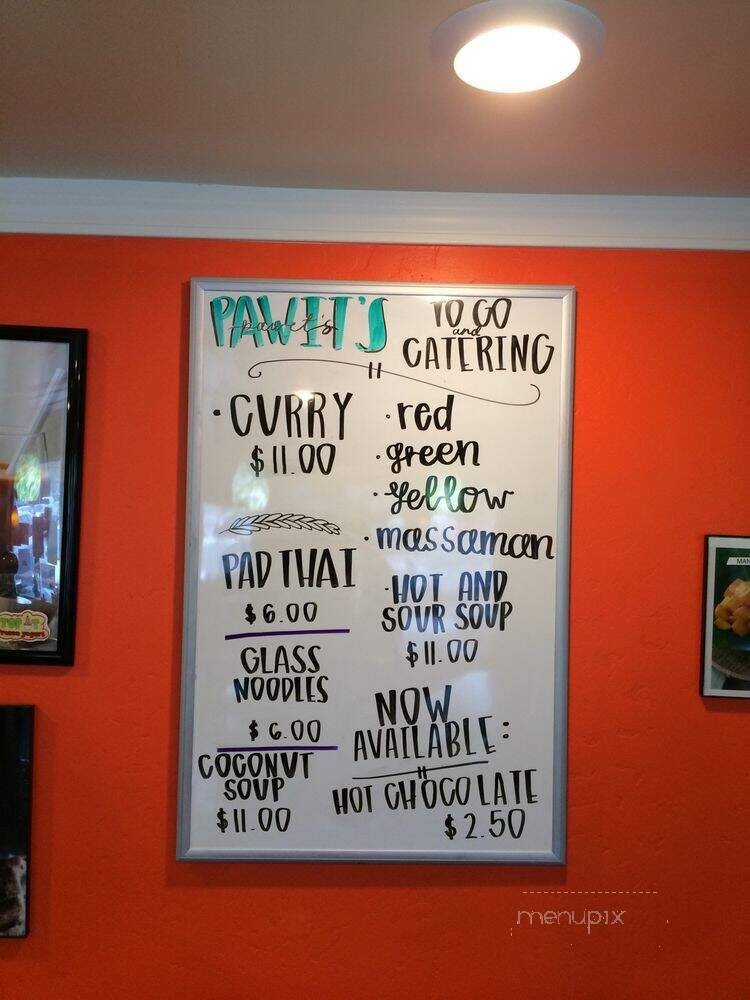 PAWIT'S
pawit's
TO GO
and
CATERING
· CURRY
$11.00
· red
· green
· yellow
· massaman
PAD THAI
$6.00
GLASS
NOODLES
$6.00
COCONUT
SOUP
$11.00
· HOT AND
SOUR SOUP
$11.00
NOW
AVAILABLE:
HOT CHOCOLATE
$2.50
MAN
menupix